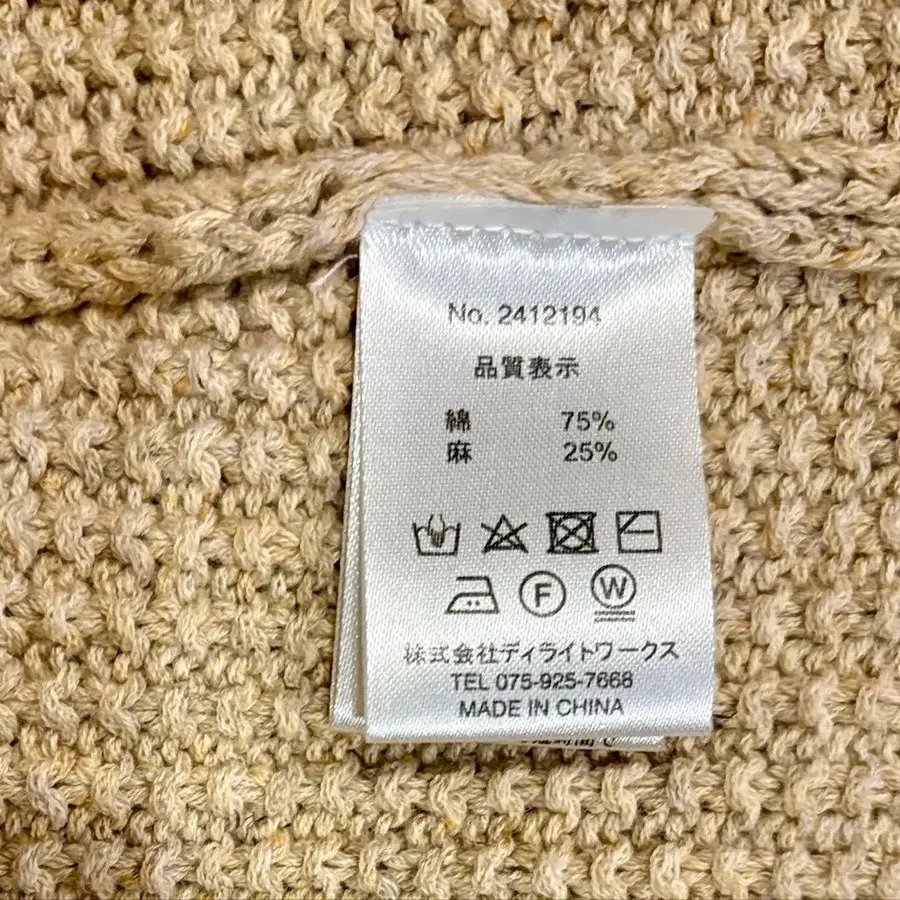 No. 2412194
品質表示
綿 75%
麻 25%
F W
株式会社ディライトワークス
TEL 075-925-7668
MADE IN CHINA